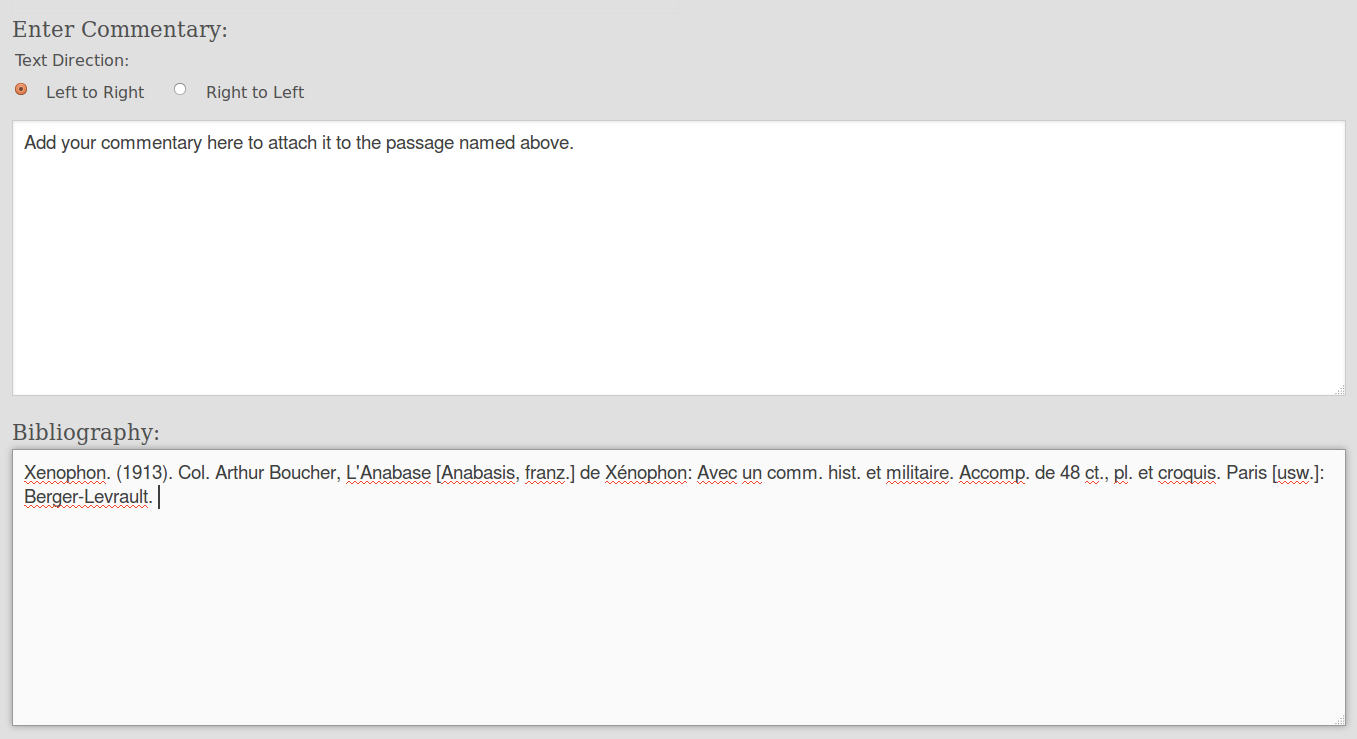 Enter Commentary:
Text Direction:
Left to Right Right to Left
Add your commentary here to attach it to the passage named above.
Bibliography:
Xenophon. (1913). Col. Arthur Boucher, L'Anabase [Anabasis, franz.] de Xénophon: Avec un comm. hist. et militaire. Accomp. de 48 ct., pl. et croquis. Paris [usw.]:
Berger-Levrault.